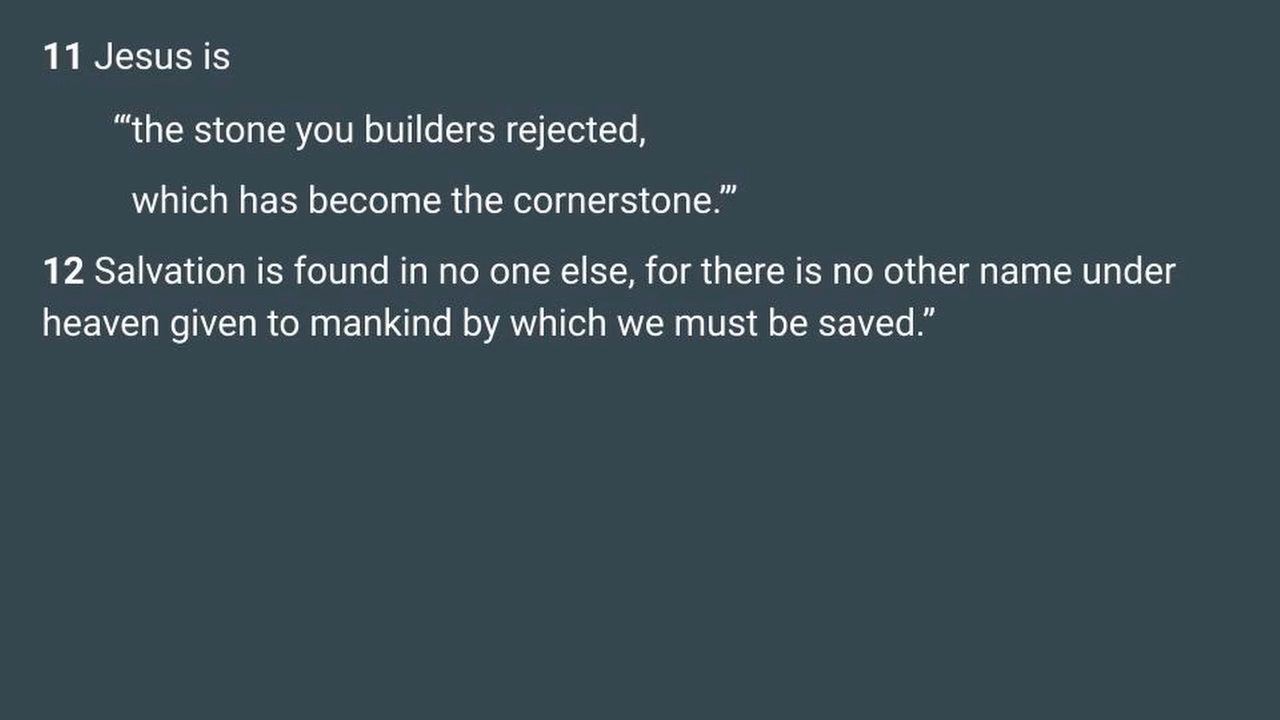 11 Jesus is
“‘the stone you builders rejected,
which has become the cornerstone.’”
12 Salvation is found in no one else, for there is no other name under
heaven given to mankind by which we must be saved.”